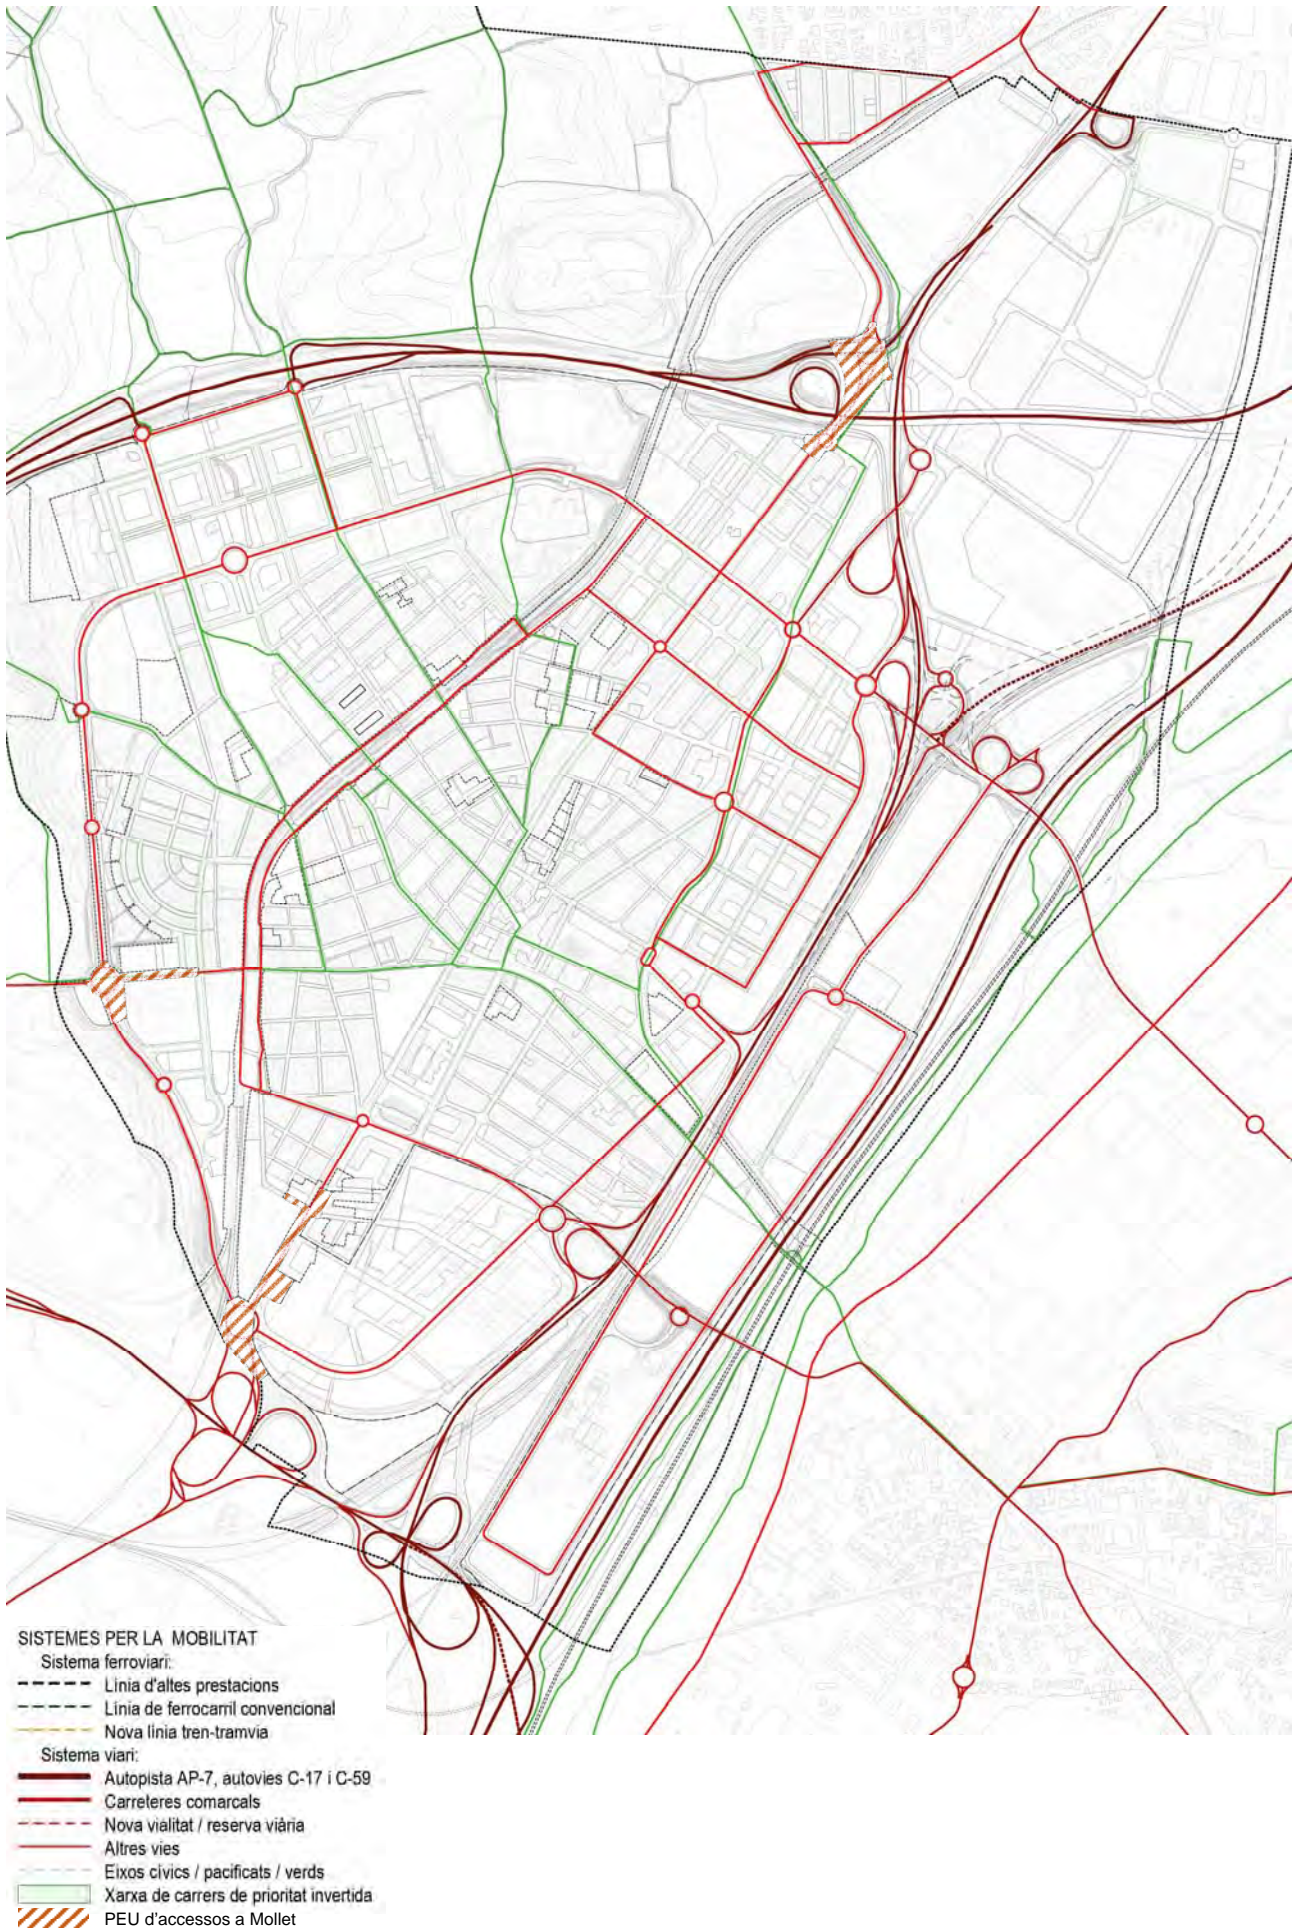 SISTEMES PER LA MOBILITAT
Sistema ferroviari:
Línia d'altes prestacions
Línia de ferrocarril convencional
Nova línia tren-tramvia
Sistema viari:
Autopista AP-7, autovies C-17 i C-59
Carreteres comarcals
Nova vialitat / reserva viària
Altres vies
Eixos cívics / pacificats / verds
Xarxa de carrers de prioritat invertida
PEU d'accessos a Mollet